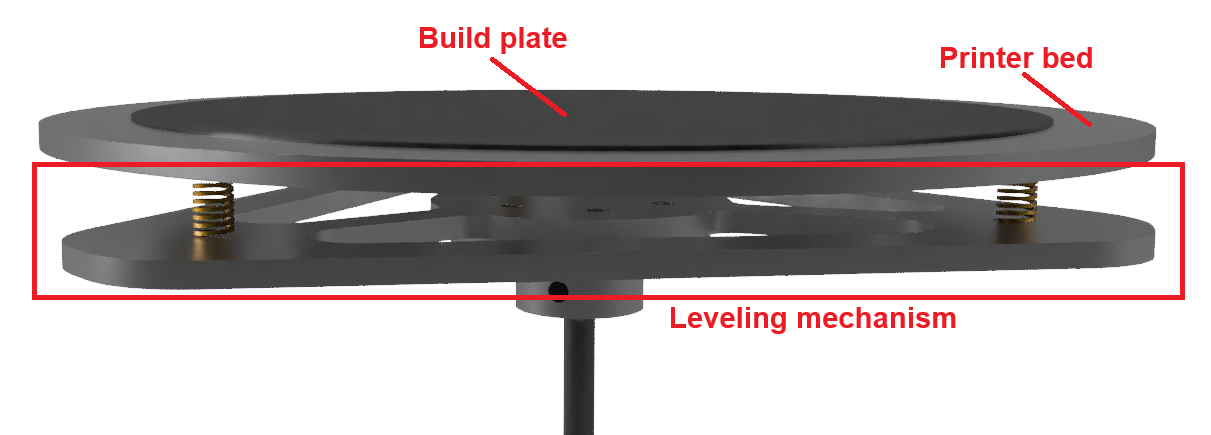 Build plate
Printer bed
Leveling mechanism